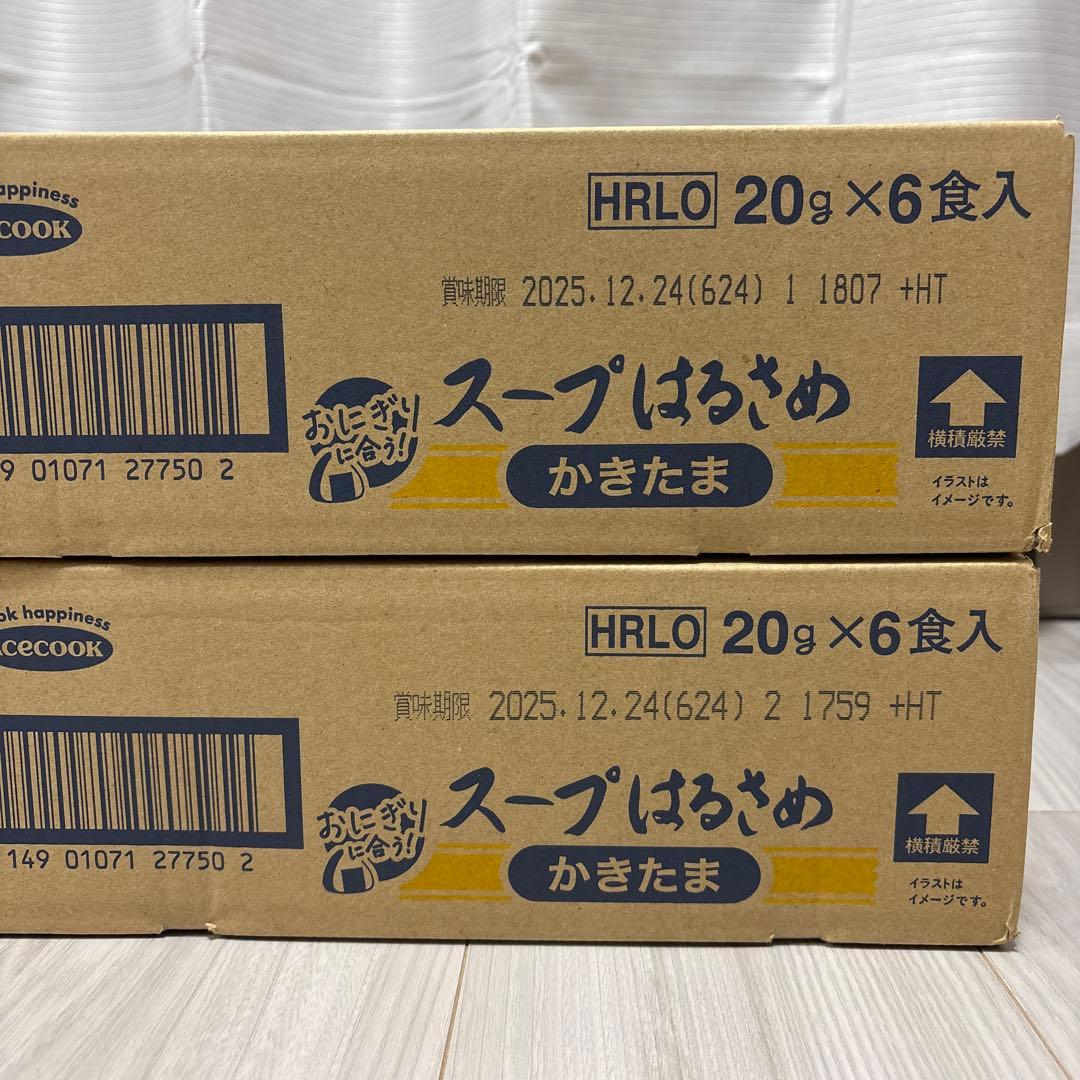 appiness
COOK
HRLO 20g×6食入
賞味期限 2025.12.24(624) 1 1807 +HT
おにぎり
に合う!
スープはるさめ
かきたま
横積厳禁
イラストは
イメージです。
9 01071 27750 2
ok happiness
acecook
HRLO 20g×6食入
賞味期限 2025.12.24(624) 2 1759 +HT
おにぎり
に合う!
スープはるさめ
かきたま
横積厳禁
イラストは
イメージです。
149 01071 27750 2